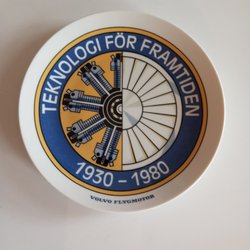 TEKNOLOGI FÖR FRAMTIDEN
1930 - 1980
VOLVO FLYGMOTOR